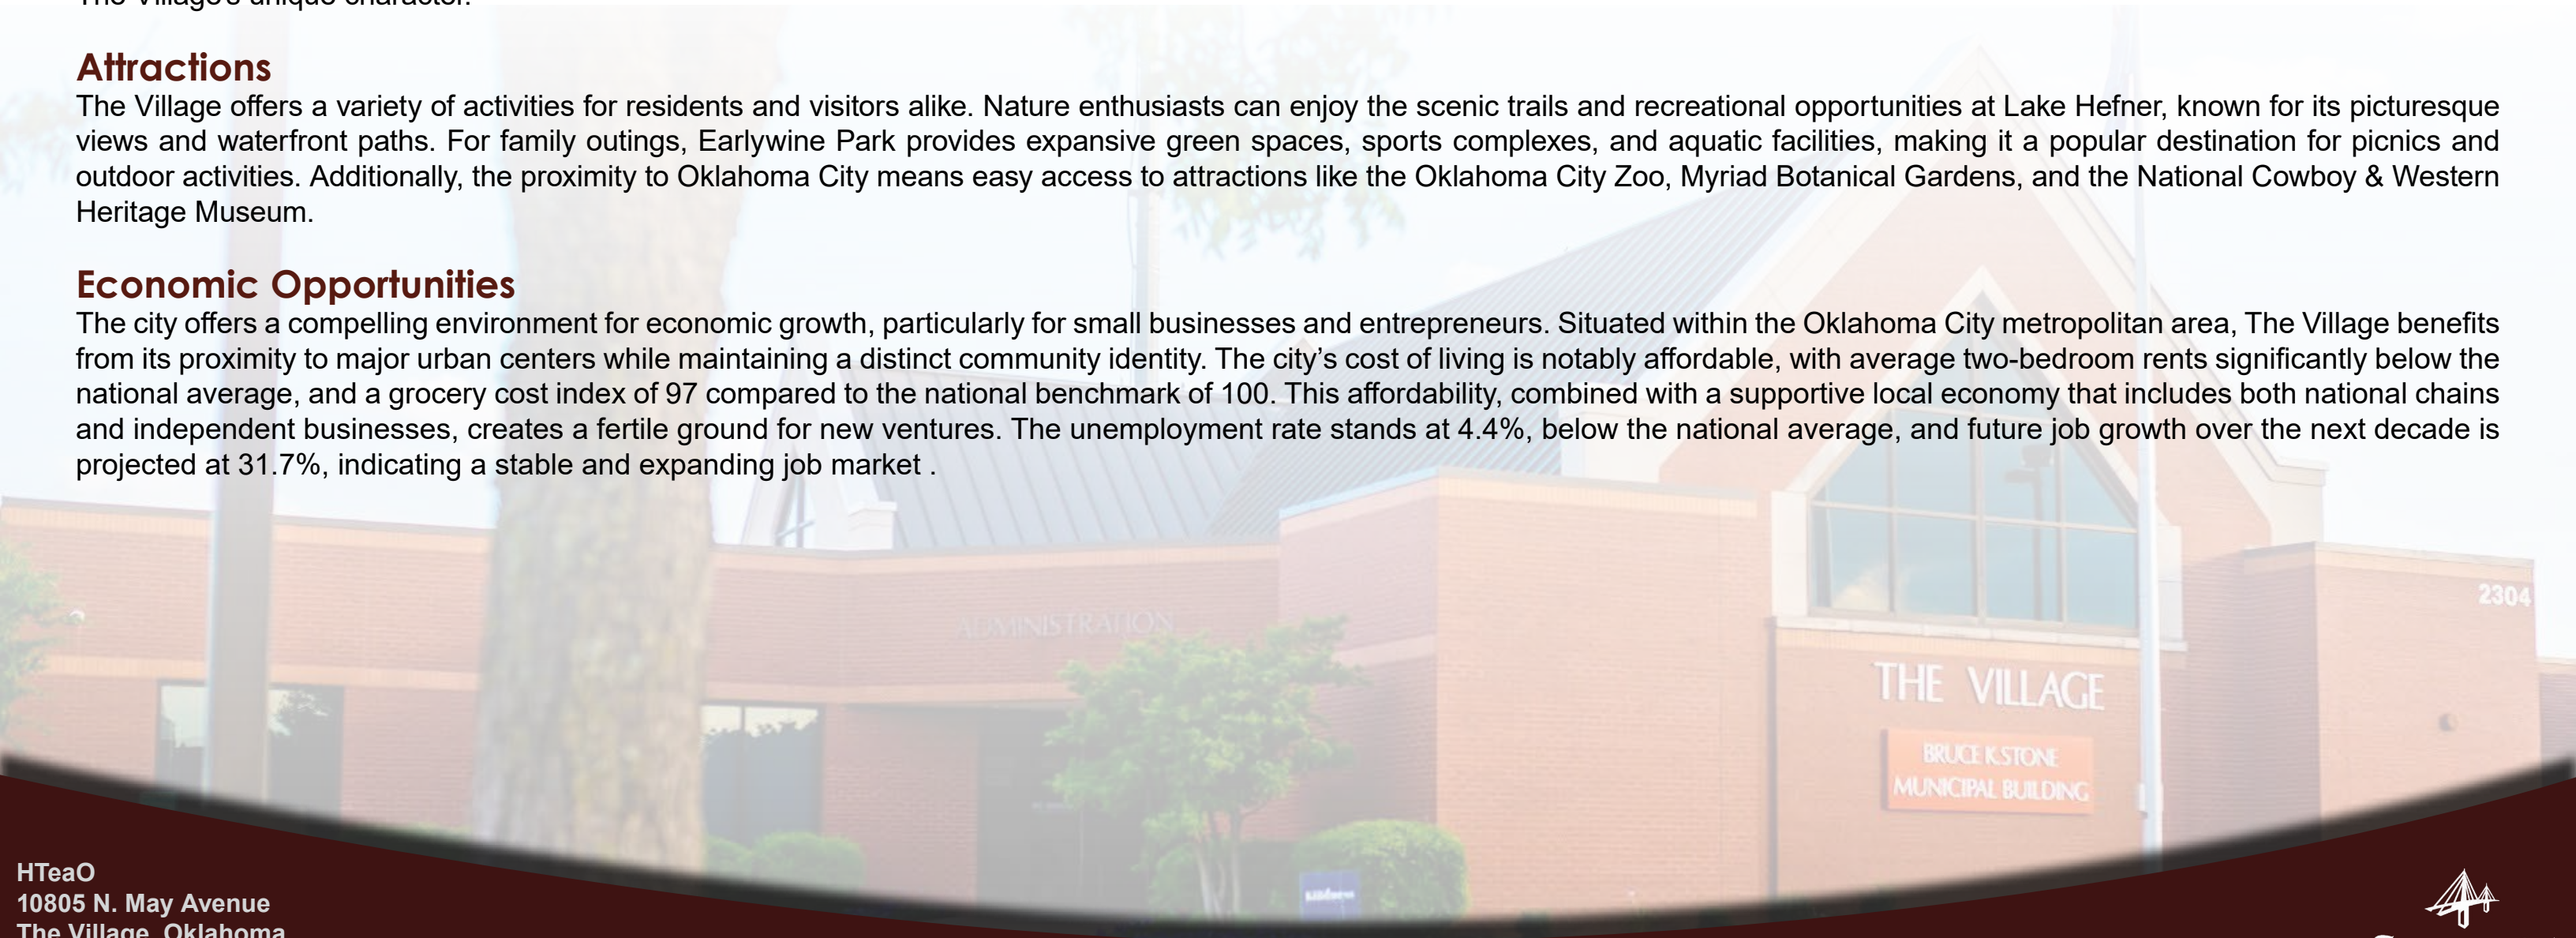 The Village's unique character.
Attractions
The Village offers a variety of activities for residents and visitors alike. Nature enthusiasts can enjoy the scenic trails and recreational opportunities at Lake Hefner, known for its picturesque
views and waterfront paths. For family outings, Earlywine Park provides expansive green spaces, sports complexes, and aquatic facilities, making it a popular destination for picnics and
outdoor activities. Additionally, the proximity to Oklahoma City means easy access to attractions like the Oklahoma City Zoo, Myriad Botanical Gardens, and the National Cowboy & Western
Heritage Museum.
Economic Opportunities
The city offers a compelling environment for economic growth, particularly for small businesses and entrepreneurs. Situated within the Oklahoma City metropolitan area, The Village benefits
from its proximity to major urban centers while maintaining a distinct community identity. The city's cost of living is notably affordable, with average two-bedroom rents significantly below the
national average, and a grocery cost index of 97 compared to the national benchmark of 100. This affordability, combined with a supportive local economy that includes both national chains
and independent businesses, creates a fertile ground for new ventures. The unemployment rate stands at 4.4%, below the national average, and future job growth over the next decade is
projected at 31.7%, indicating a stable and expanding job market .
2304
ADMINISTRATION
THE VILLAGE
BRUCE K. STONE
MUNICIPAL BUILDING
HTeaO
10805 N. May Avenue
The Village, Oklahoma